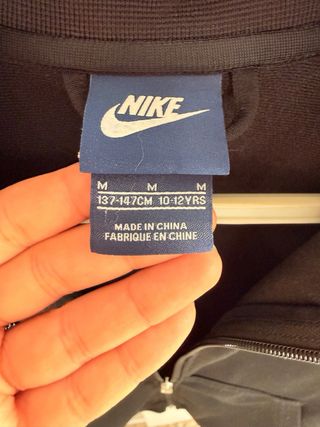 NIKE
M M M
137-147CM 10-12YRS
MADE IN CHINA
FABRIQUE EN CHINE